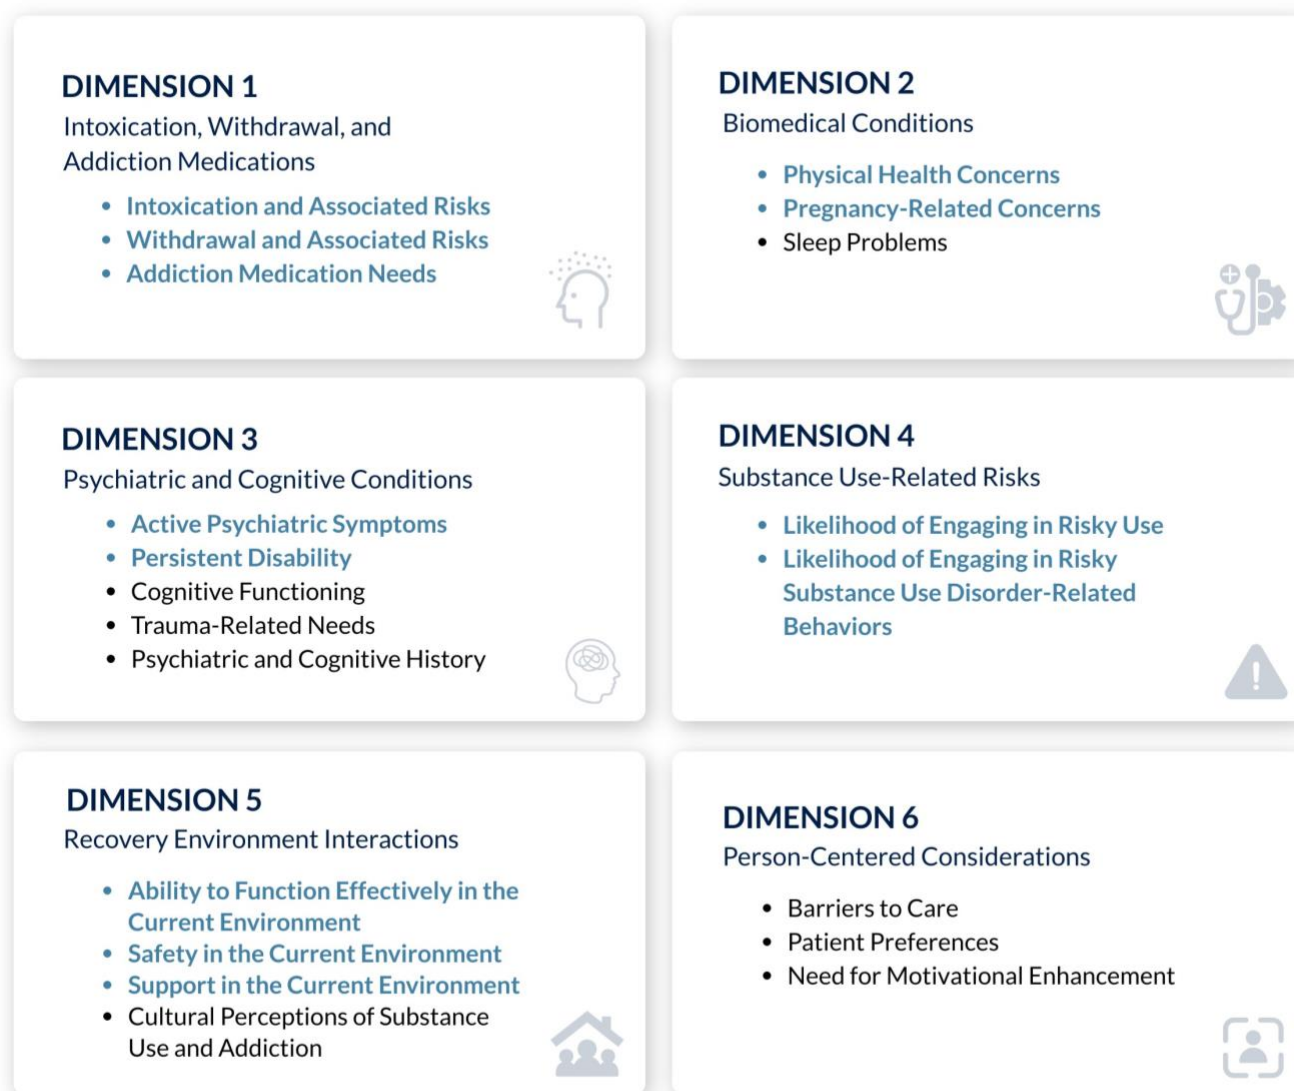 DIMENSION 1
Intoxication, Withdrawal, and
Addiction Medications
• Intoxication and Associated Risks
• Withdrawal and Associated Risks
• Addiction Medication Needs
DIMENSION 2
Biomedical Conditions
• Physical Health Concerns
• Pregnancy-Related Concerns
• Sleep Problems
DIMENSION 3
Psychiatric and Cognitive Conditions
• Active Psychiatric Symptoms
• Persistent Disability
• Cognitive Functioning
• Trauma-Related Needs
• Psychiatric and Cognitive History
DIMENSION 4
Substance Use-Related Risks
• Likelihood of Engaging in Risky Use
• Likelihood of Engaging in Risky
Substance Use Disorder-Related
Behaviors
DIMENSION 5
Recovery Environment Interactions
• Ability to Function Effectively in the
Current Environment
• Safety in the Current Environment
• Support in the Current Environment
• Cultural Perceptions of Substance
Use and Addiction
DIMENSION 6
Person-Centered Considerations
• Barriers to Care
• Patient Preferences
• Need for Motivational Enhancement